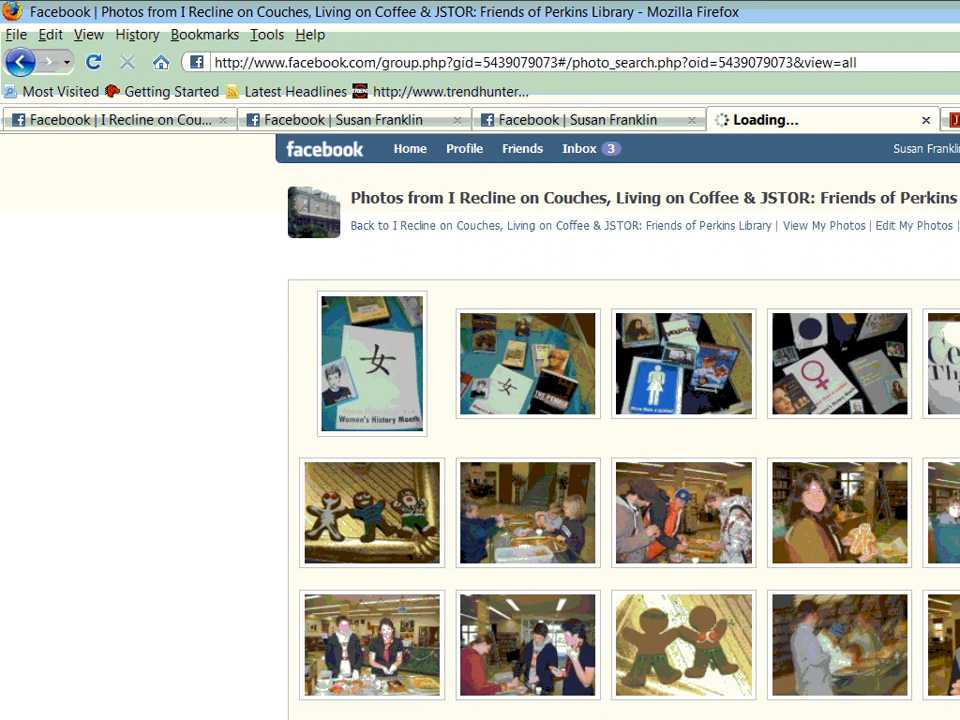 Facebook | Photos from I Recline on Couches, Living on Coffee & JSTOR: Friends of Perkins Library - Mozilla Firefox
File Edit View History Bookmarks Tools Help
http://www.facebook.com/group.php?gid=5439079073#/photo_search.php?oid=5439079073&view=all
Most Visited Getting Started Latest Headlines http://www.trendhunter...
Facebook | I Recline on Cou... Facebook | Susan Franklin Facebook | Susan Franklin Loading...
facebook Home Profile Friends Inbox 3 Susan Frankli
Photos from I Recline on Couches, Living on Coffee & JSTOR: Friends of Perkins
Back to I Recline on Couches, Living on Coffee & JSTOR: Friends of Perkins Library | View My Photos | Edit My Photos |
女
Women's History Month
女